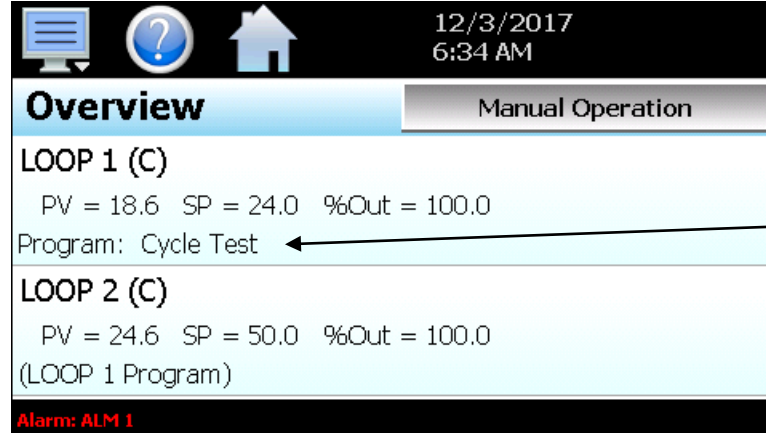 ?
12/3/2017
6:34 AM
Overview
Manual Operation
LOOP 1 (C)
PV = 18.6 SP = 24.0 %Out = 100.0
Program: Cycle Test
LOOP 2 (C)
PV = 24.6 SP = 50.0 %Out = 100.0
(LOOP 1 Program)
Alarm: ALM 1